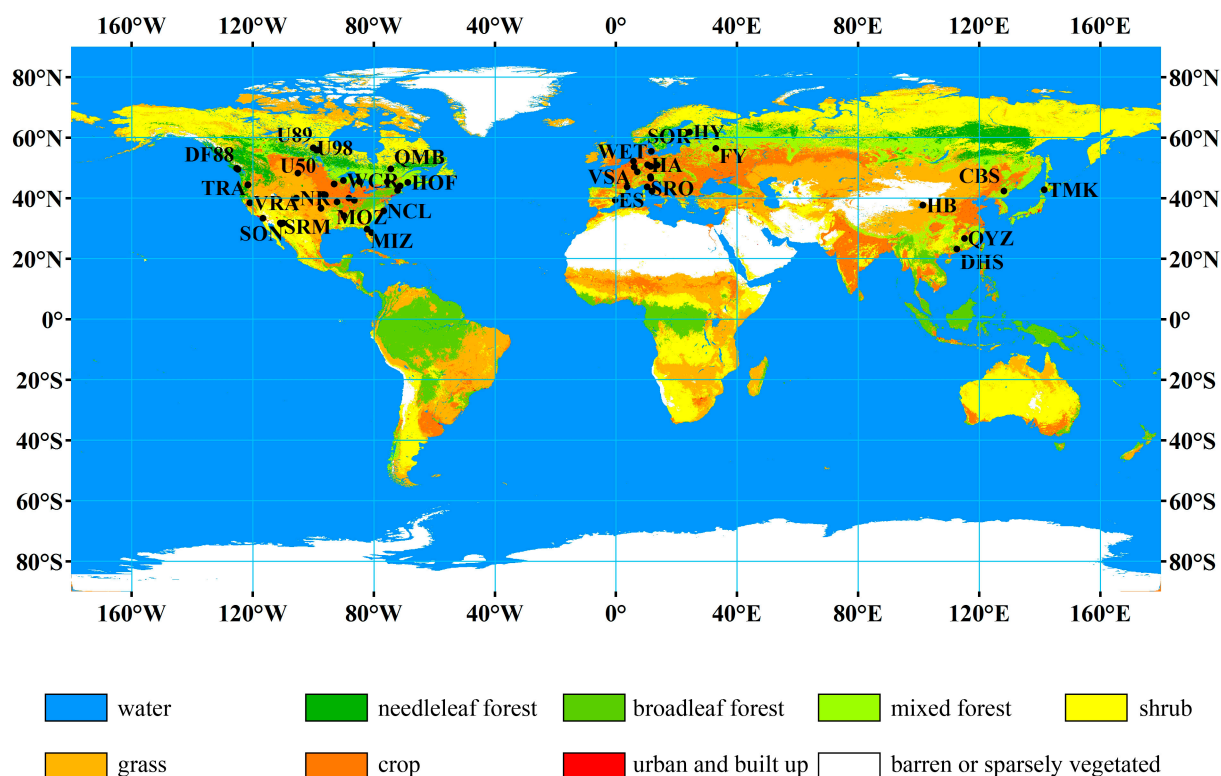 160°W 120°W 80°W 40°W 0° 40°E 80°E 120°E 160°E
80°N 80°N
60°N U89 U98 SOR HY 60°N
DF88 U50 QMB WET HA FY CBS
TRA WCR HOF VSA SRO TMK
40°N VRA NR NCL ES HB 40°N
SON SRM MOZ MIZ QYZ
20°N DHS 20°N
0° 0°
20°S 20°S
40°S 40°S
60°S 60°S
80°S 80°S
160°W 120°W 80°W 40°W 0° 40°E 80°E 120°E 160°E
water needleleaf forest broadleaf forest mixed forest shrub
grass crop urban and built up barren or sparsely vegetated